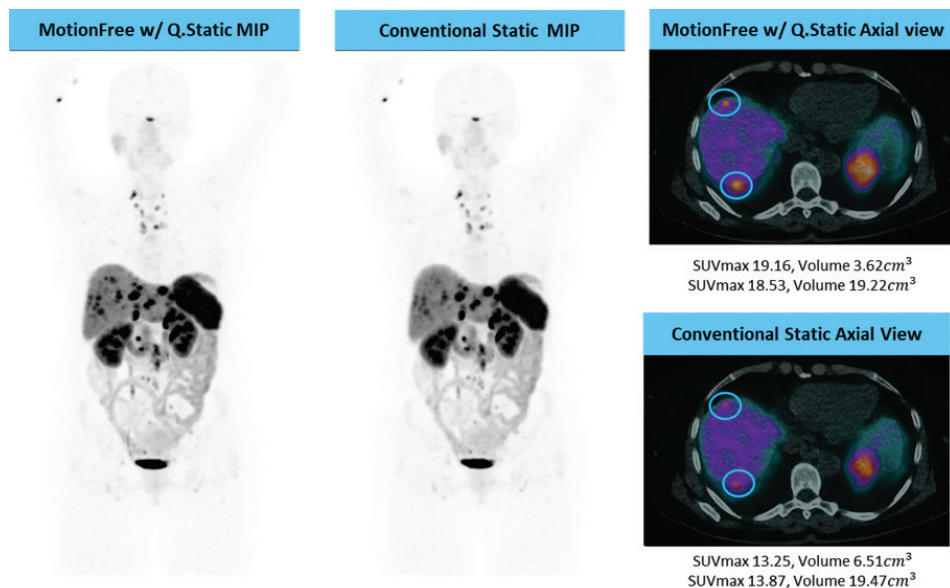 MotionFree w/ Q.Static MIP
Conventional Static MIP
MotionFree w/ Q.Static Axial view
SUVmax 19.16, Volume 3.62cm³
SUVmax 18.53, Volume 19.22cm³
Conventional Static Axial View
SUVmax 13.25, Volume 6.51cm³
SUVmax 13.87, Volume 19.47cm³